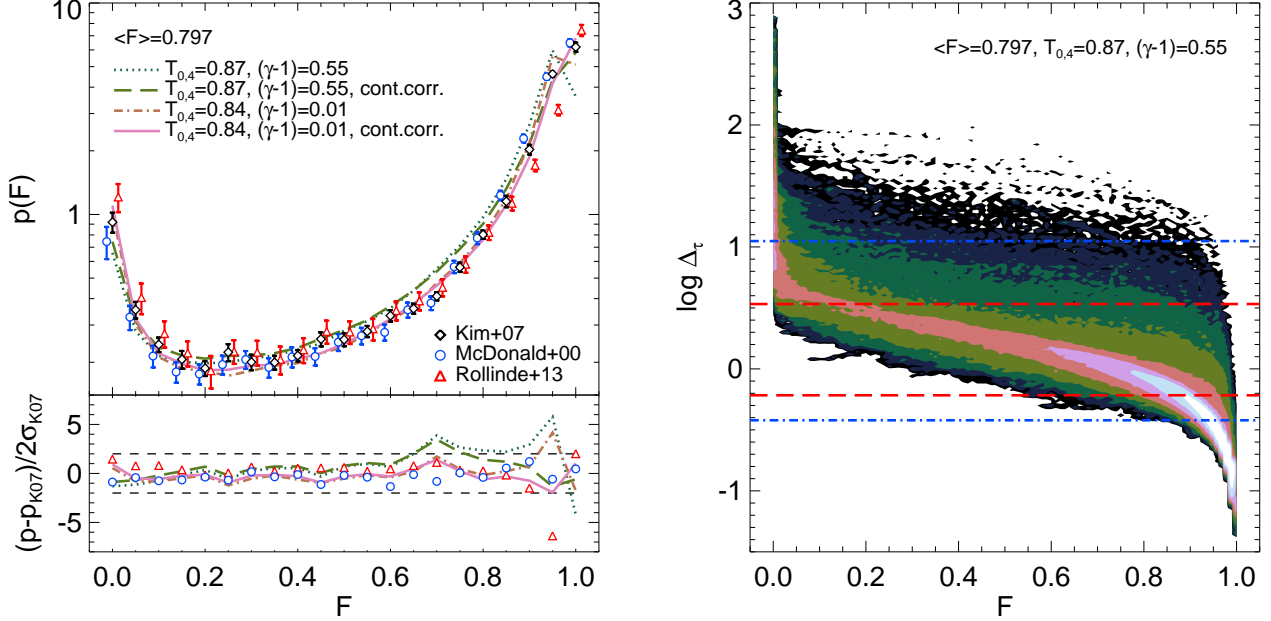 <F>=0.797
T0,4=0.87, (γ-1)=0.55
T0,4=0.87, (γ-1)=0.55, cont.corr.
T0,4=0.84, (γ-1)=0.01
T0,4=0.84, (γ-1)=0.01, cont.corr.
10
1
p(F)
Kim+07
McDonald+00
Rollinde+13
5
0
-5
(p-pK07)/2σK07
0.0 0.2 0.4 0.6 0.8 1.0
F
<F>=0.797, T0,4=0.87, (γ-1)=0.55
3
2
1
0
-1
log Δτ
0.0 0.2 0.4 0.6 0.8 1.0
F